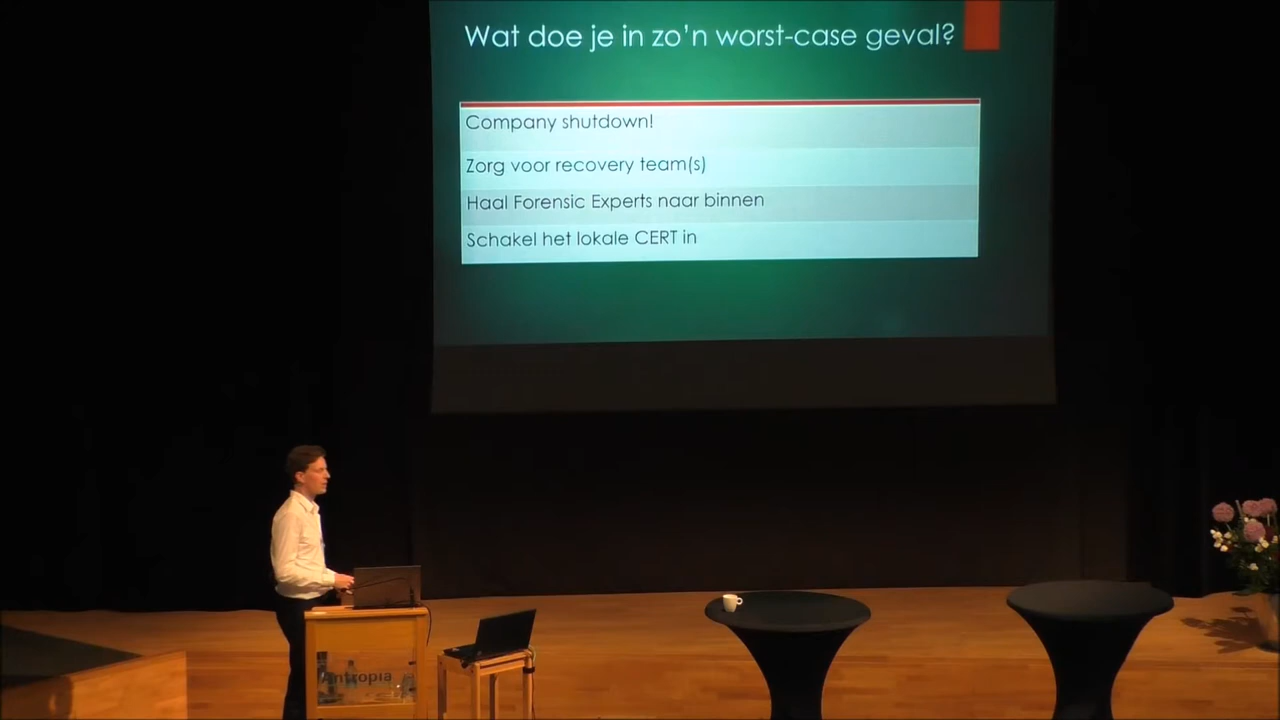 Wat doe je in zo'n worst-case geval?
Company shutdown!
Zorg voor recovery team(s)
Haal Forensic Experts naar binnen
Schakel het lokale CERT in
Antropia